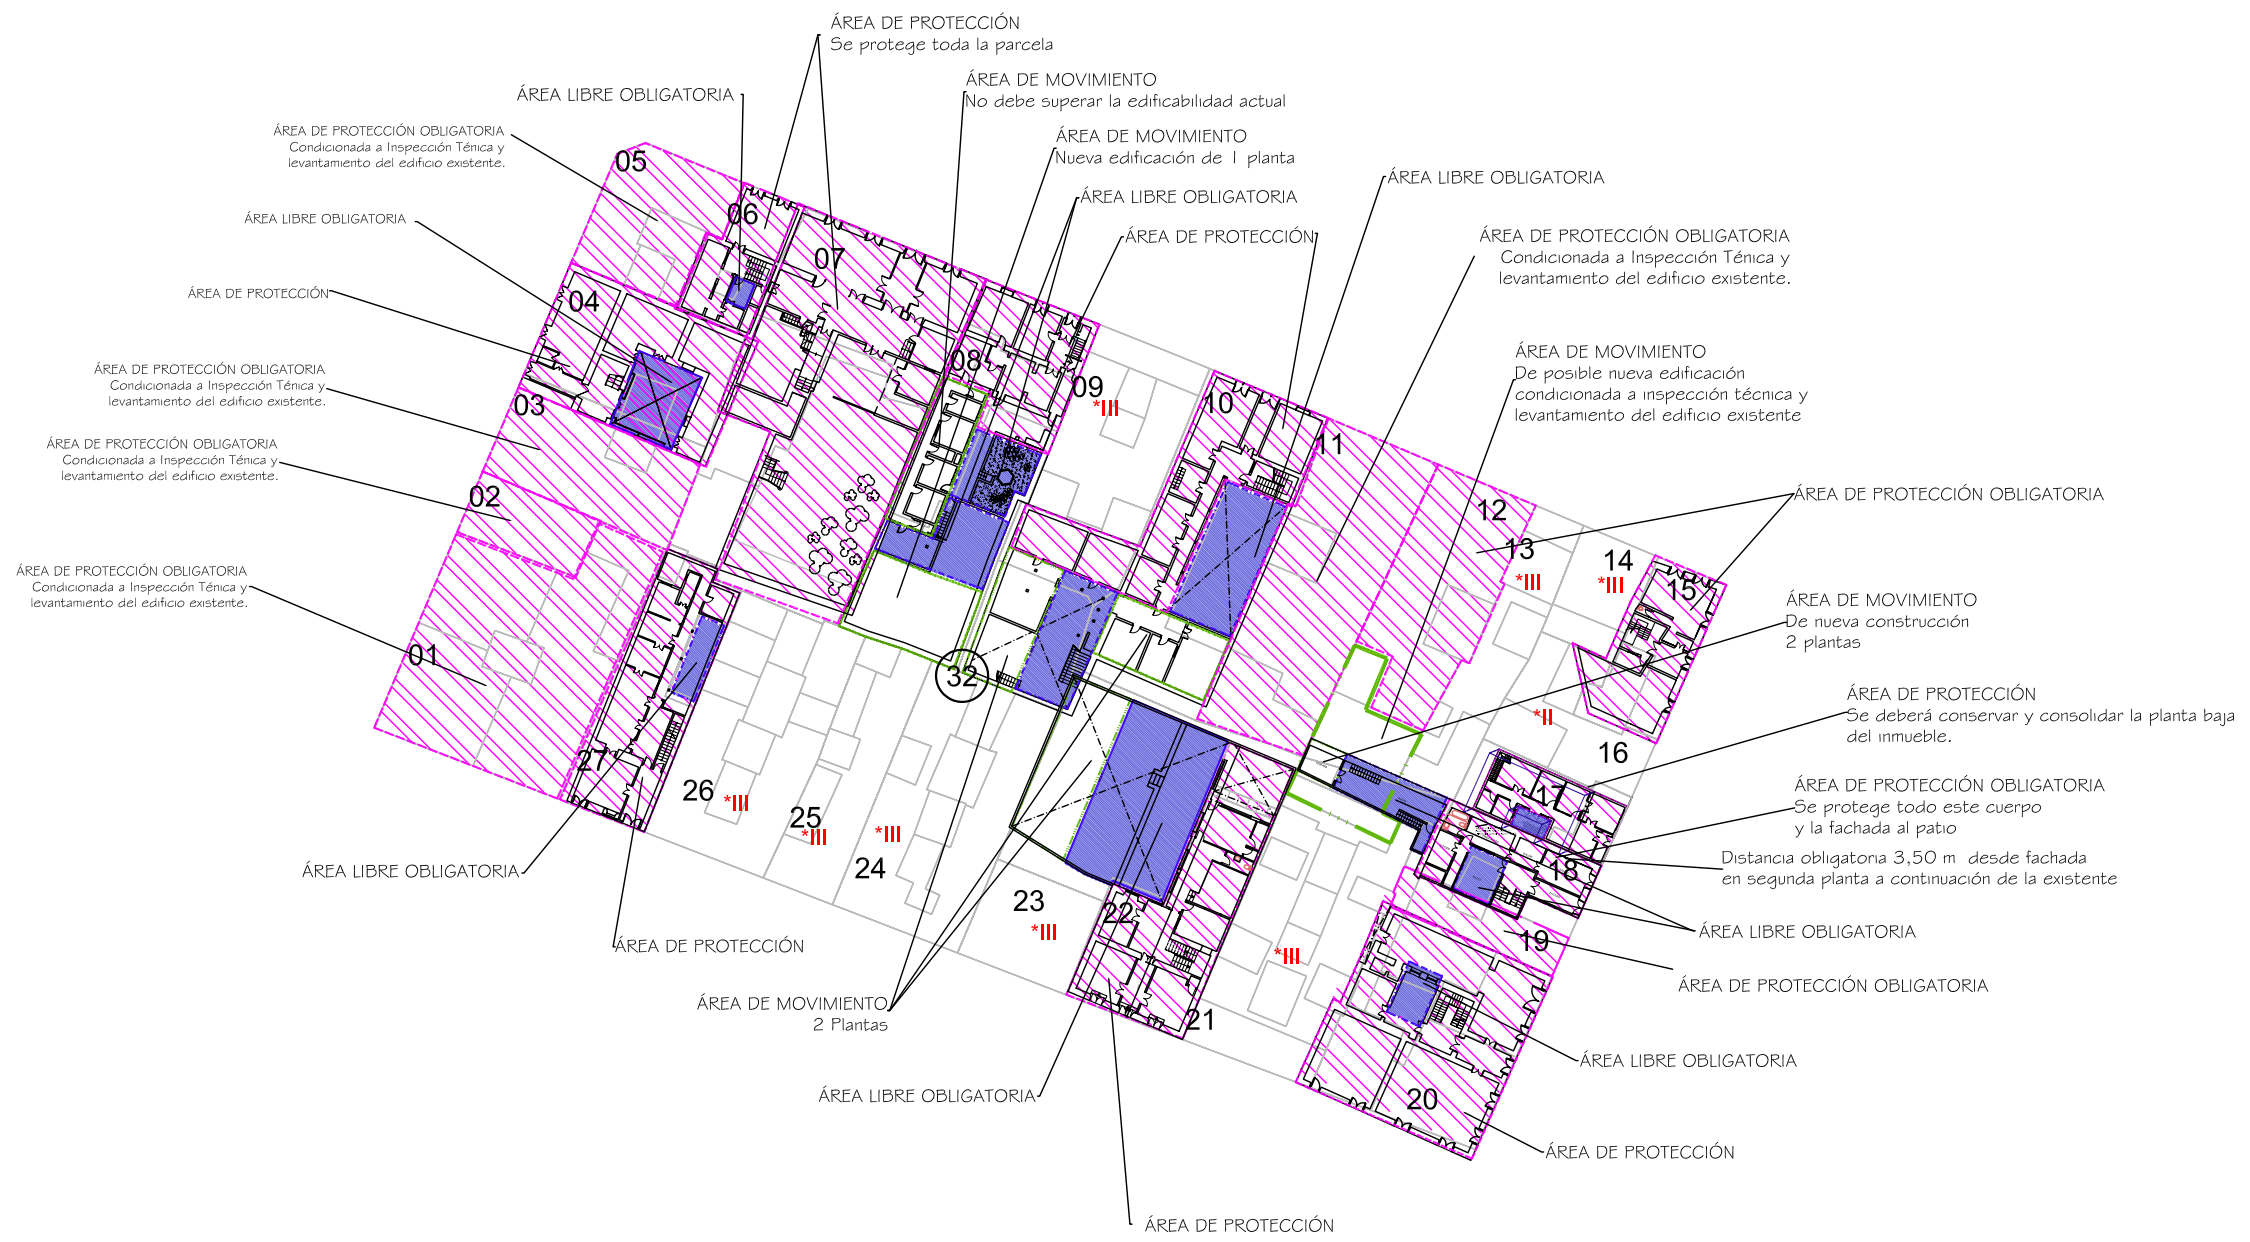 ÁREA DE PROTECCIÓN
Se protege toda la parcela
ÁREA DE MOVIMIENTO
No debe superar la edificabilidad actual
ÁREA LIBRE OBLIGATORIA
ÁREA DE PROTECCIÓN OBLIGATORIA
Condicionada a Inspección Ténica y
levantamiento del edificio existente.
ÁREA DE MOVIMIENTO
Nueva edificación de 1 planta
ÁREA LIBRE OBLIGATORIA
ÁREA LIBRE OBLIGATORIA
ÁREA LIBRE OBLIGATORIA
ÁREA DE PROTECCIÓN
ÁREA DE PROTECCIÓN OBLIGATORIA
Condicionada a Inspección Ténica y
levantamiento del edificio existente.
ÁREA DE PROTECCIÓN
ÁREA DE MOVIMIENTO
De posible nueva edificación
condicionada a inspección técnica y
levantamiento del edificio existente
ÁREA DE PROTECCIÓN OBLIGATORIA
Condicionada a Inspección Ténica y
levantamiento del edificio existente.
ÁREA DE PROTECCIÓN OBLIGATORIA
Condicionada a Inspección Ténica y
levantamiento del edificio existente.
ÁREA DE PROTECCIÓN OBLIGATORIA
ÁREA DE PROTECCIÓN OBLIGATORIA
Condicionada a Inspección Ténica y
levantamiento del edificio existente.
ÁREA DE MOVIMIENTO
De nueva construcción
2 plantas
ÁREA DE PROTECCIÓN
Se deberá conservar y consolidar la planta baja
del inmueble.
ÁREA DE PROTECCIÓN OBLIGATORIA
Se protege todo este cuerpo
y la fachada al patio
Distancia obligatoria 3,50 m desde fachada
en segunda planta a continuación de la existente
ÁREA LIBRE OBLIGATORIA
ÁREA LIBRE OBLIGATORIA
ÁREA DE PROTECCIÓN
ÁREA DE PROTECCIÓN OBLIGATORIA
ÁREA DE MOVIMIENTO
2 Plantas
ÁREA LIBRE OBLIGATORIA
ÁREA LIBRE OBLIGATORIA
ÁREA DE PROTECCIÓN
ÁREA DE PROTECCIÓN
05
06
07
04
08
09
*III
03
10
11
02
12
13
*III
14
*III
15
01
32
*II
16
27
26
*III
25
*III
*III
24
17
18
23
*III
22
*III
19
21
20